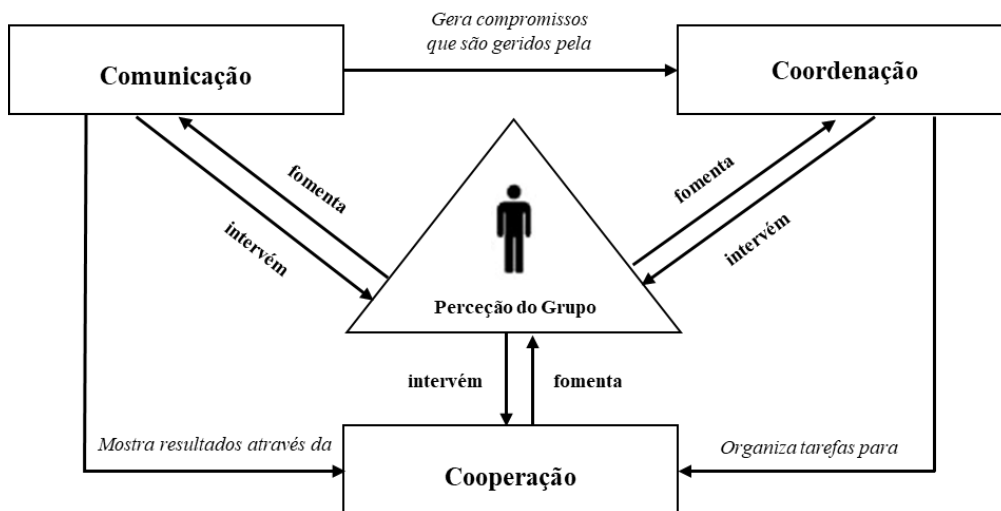 Gera compromissos
que são geridos pela
Comunicação
Coordenação
fomenta
intervém
fomenta
intervém
Perceção do Grupo
intervém
fomenta
Mostra resultados através da
Organiza tarefas para
Cooperação